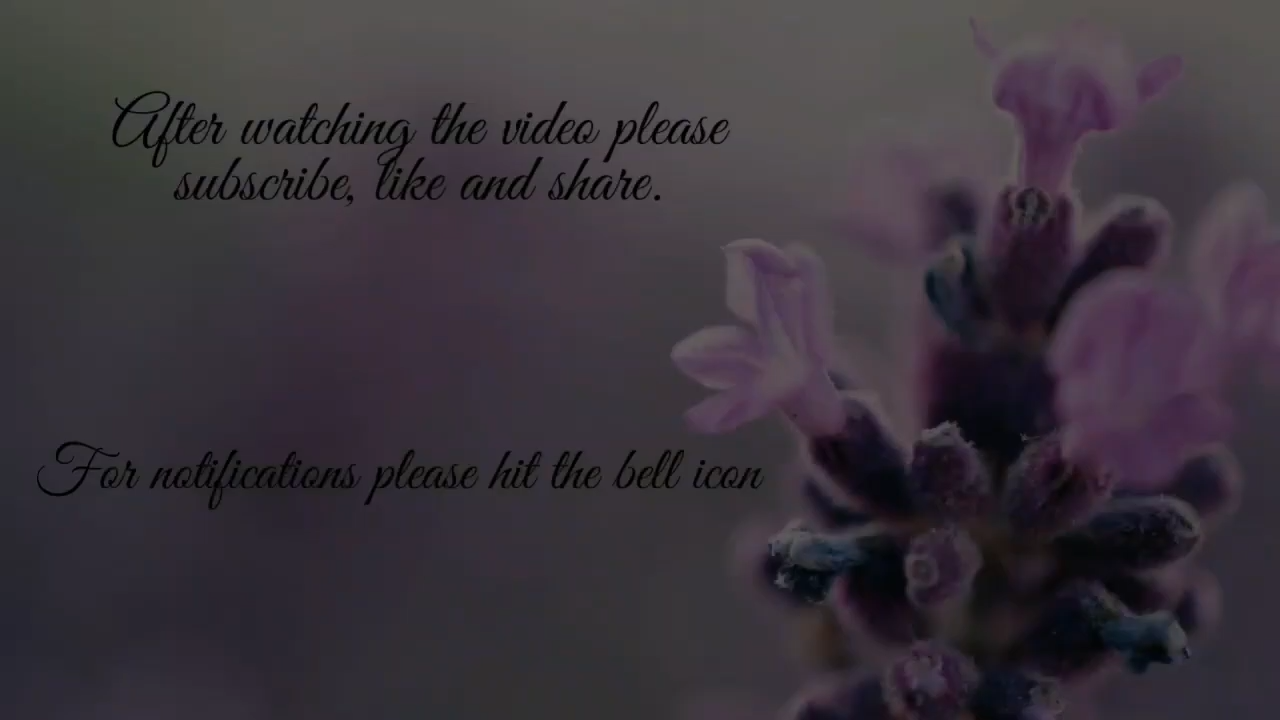 After watching the video please
subscribe, like and share.
For notifications please hit the bell icon